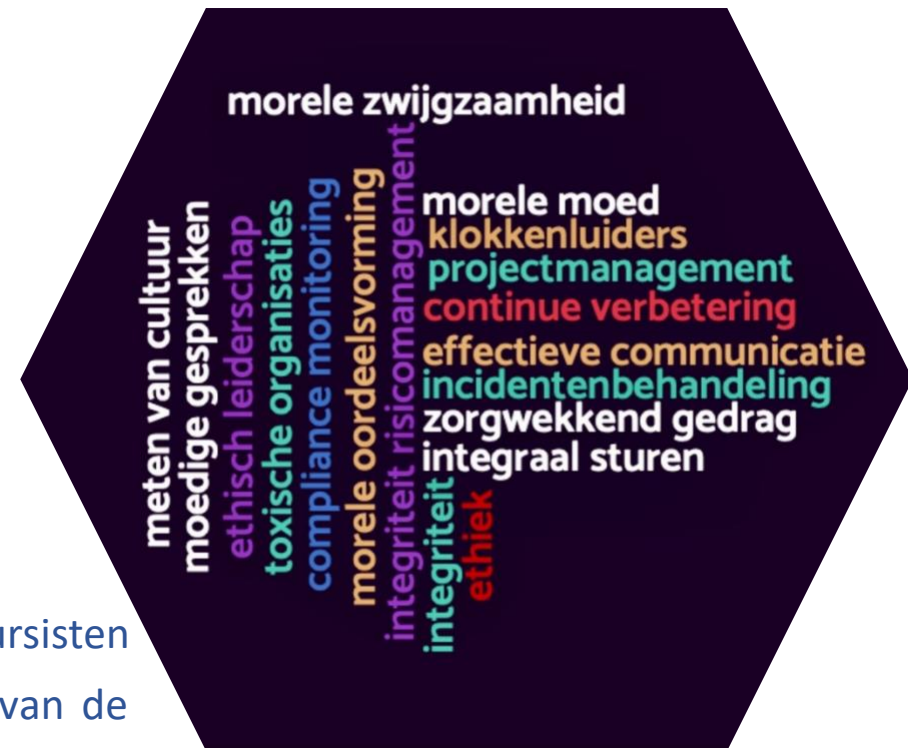 morele zwijgzaamheid
meten van cultuur
moedige gesprekken
ethisch leiderschap
toxische organisaties
compliance monitoring
morele oordeelsvorming
integriteit risicomanagement
morele moed
klokkenluiders
projectmanagement
continue verbetering
effectieve communicatie
incidentenbehandeling
zorgwekkend gedrag
integraal sturen
integriteit
ethiek
van de